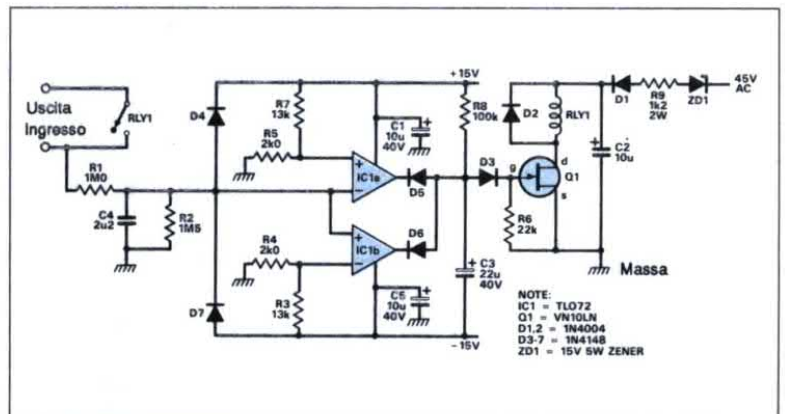 Uscita
Ingresso
RLY1
R1
1M0
C4
2u2
R2
1M5
D4
D7
R7
13k
R5
2k0
R4
2k0
R3
13k
+
−
IC1a
+
−
IC1b
C1
10u
40V
+
C5
10u
40V
+
D5
D6
+15V
R8
100k
C3
22u
40V
+
−15V
D3
g
d
s
Q1
R6
22k
D2
RLY1
C2
10u
+
D1
R9
1k2
2W
ZD1
45V
AC
Massa
NOTE:
IC1 = TL072
Q1 = VN10LN
D1,2 = 1N4004
D3-7 = 1N4148
ZD1 = 15V 5W ZENER